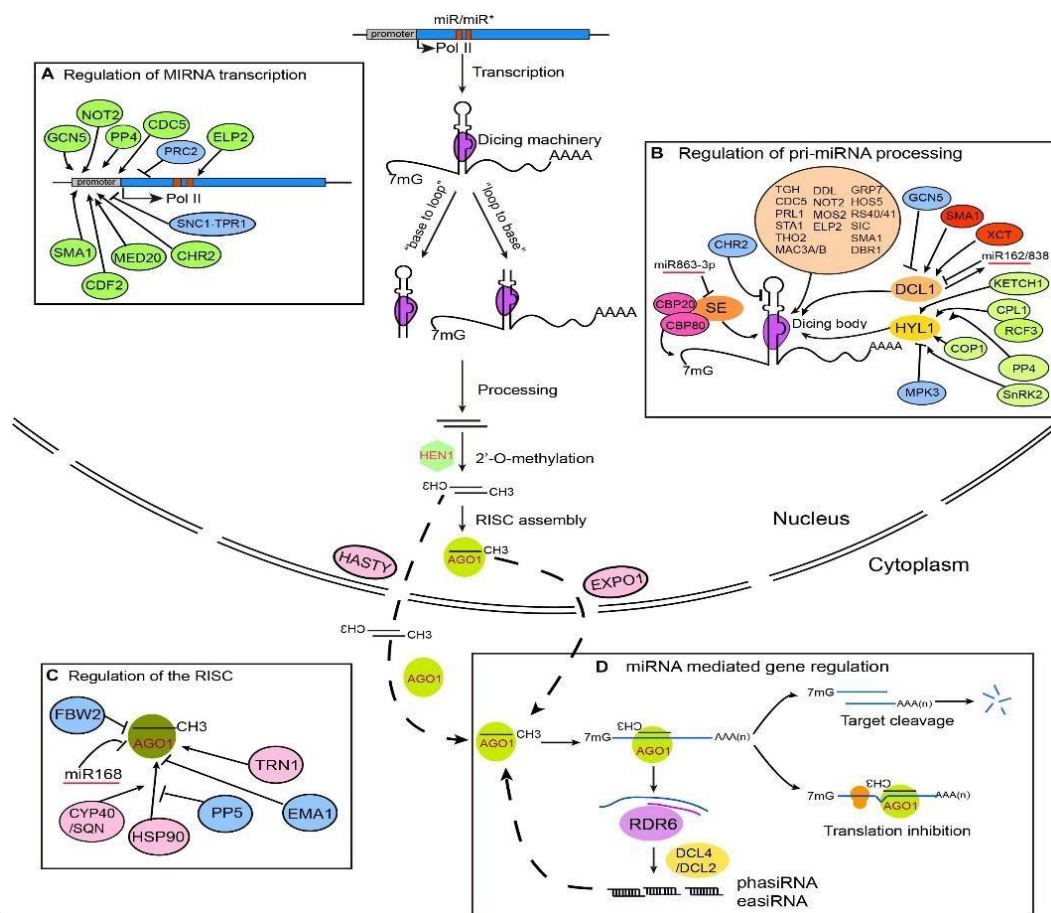 miR/miR*
promoter
Pol II
Transcription
Dicing machinery
7mG
AAAA
"base to loop"
"loop to base"
7mG
AAAA
Processing
HEN1
2'-O-methylation
CH3
CH3
RISC assembly
AGO1
CH3
Nucleus
Cytoplasm
HASTY
EXPO1
CH3
CH3
AGO1
A Regulation of MIRNA transcription
NOT2
CDC5
GCN5
PP4
ELP2
PRC2
promoter
Pol II
SNC1-TPR1
SMA1
MED20
CHR2
CDF2
B Regulation of pri-miRNA processing
TGH DDL GRP7
CDC5 NOT2 HOS5
PRL1 MOS2 RS40/41
STA1 ELP2 SIC
THO2 SMA1
MAC3A/B DBR1
GCN5
SMA1
XCT
CHR2
miR162/838
miR863-3p
DCL1
KETCH1
CBP20
SE
CPL1
CBP80
Dicing body
HYL1
RCF3
7mG
AAAA
COP1
PP4
MPK3
SnRK2
C Regulation of the RISC
FBW2
CH3
AGO1
miR168
TRN1
CYP40
/SQN
HSP90
PP5
EMA1
D miRNA mediated gene regulation
7mG
AAA(n)
Target cleavage
AGO1
CH3
7mG
CH3
AGO1
AAA(n)
7mG
CH3
AGO1
AAA(n)
Translation inhibition
RDR6
DCL4
/DCL2
phasiRNA
easiRNA